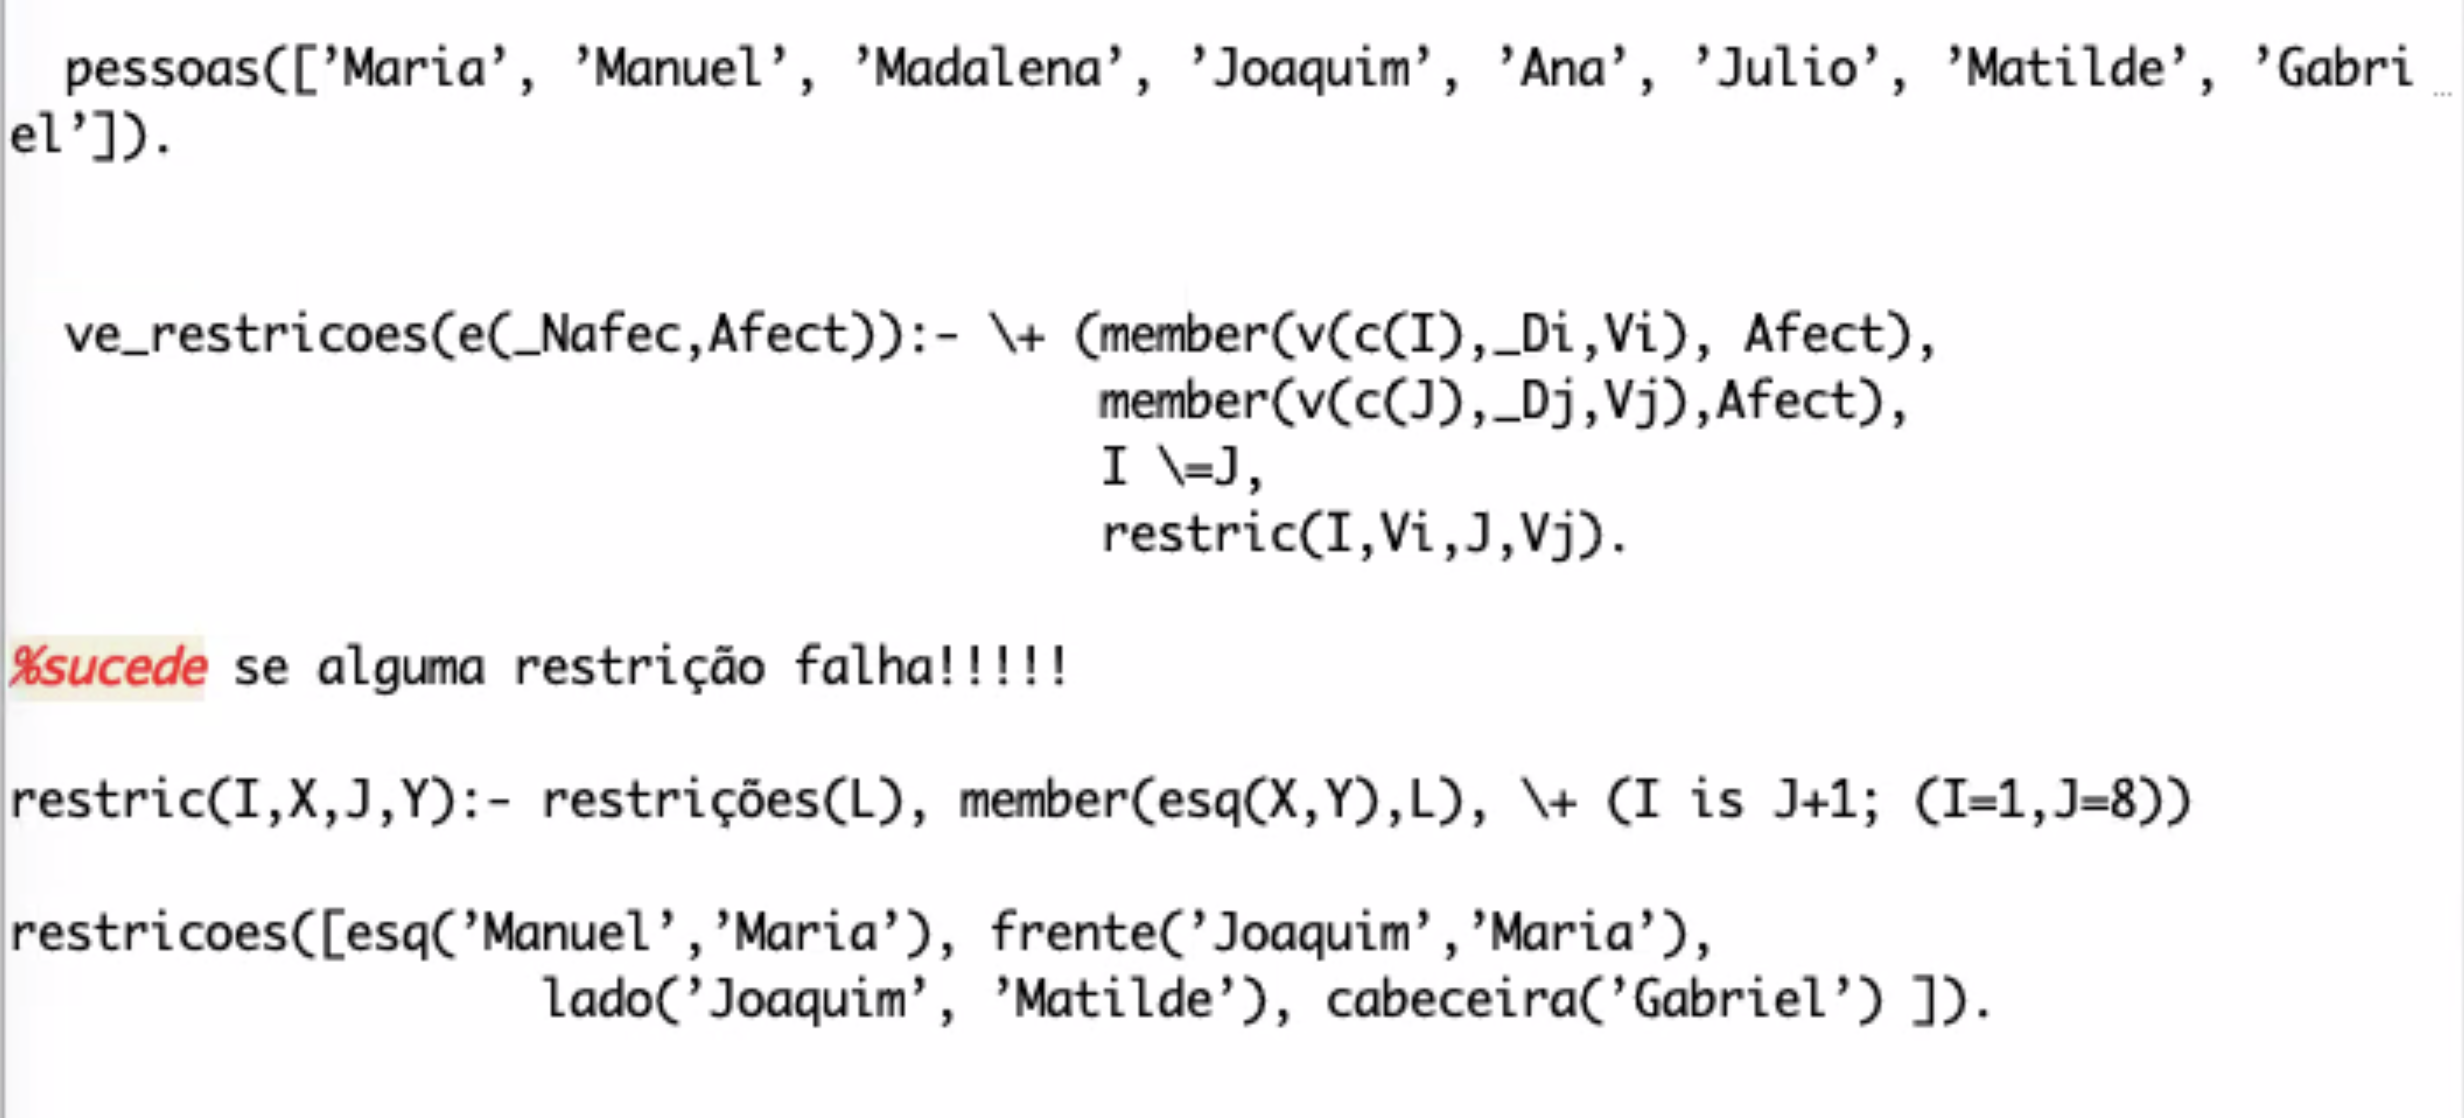 pessoas([’Maria’, ’Manuel’, ’Madalena’, ’Joaquim’, ’Ana’, ’Julio’, ’Matilde’, ’Gabri…
el’]).
ve_restricoes(e(_Nafec,Afect)):- \+ (member(v(c(I),_Di,Vi), Afect),
member(v(c(J),_Dj,Vj),Afect),
I \=J,
restric(I,Vi,J,Vj).
%sucede se alguma restrição falha!!!!!
restric(I,X,J,Y):- restrições(L), member(esq(X,Y),L), \+ (I is J+1; (I=1,J=8))
restricoes([esq(’Manuel’,’Maria’), frente(’Joaquim’,’Maria’),
lado(’Joaquim’, ’Matilde’), cabeceira(’Gabriel’) ]).